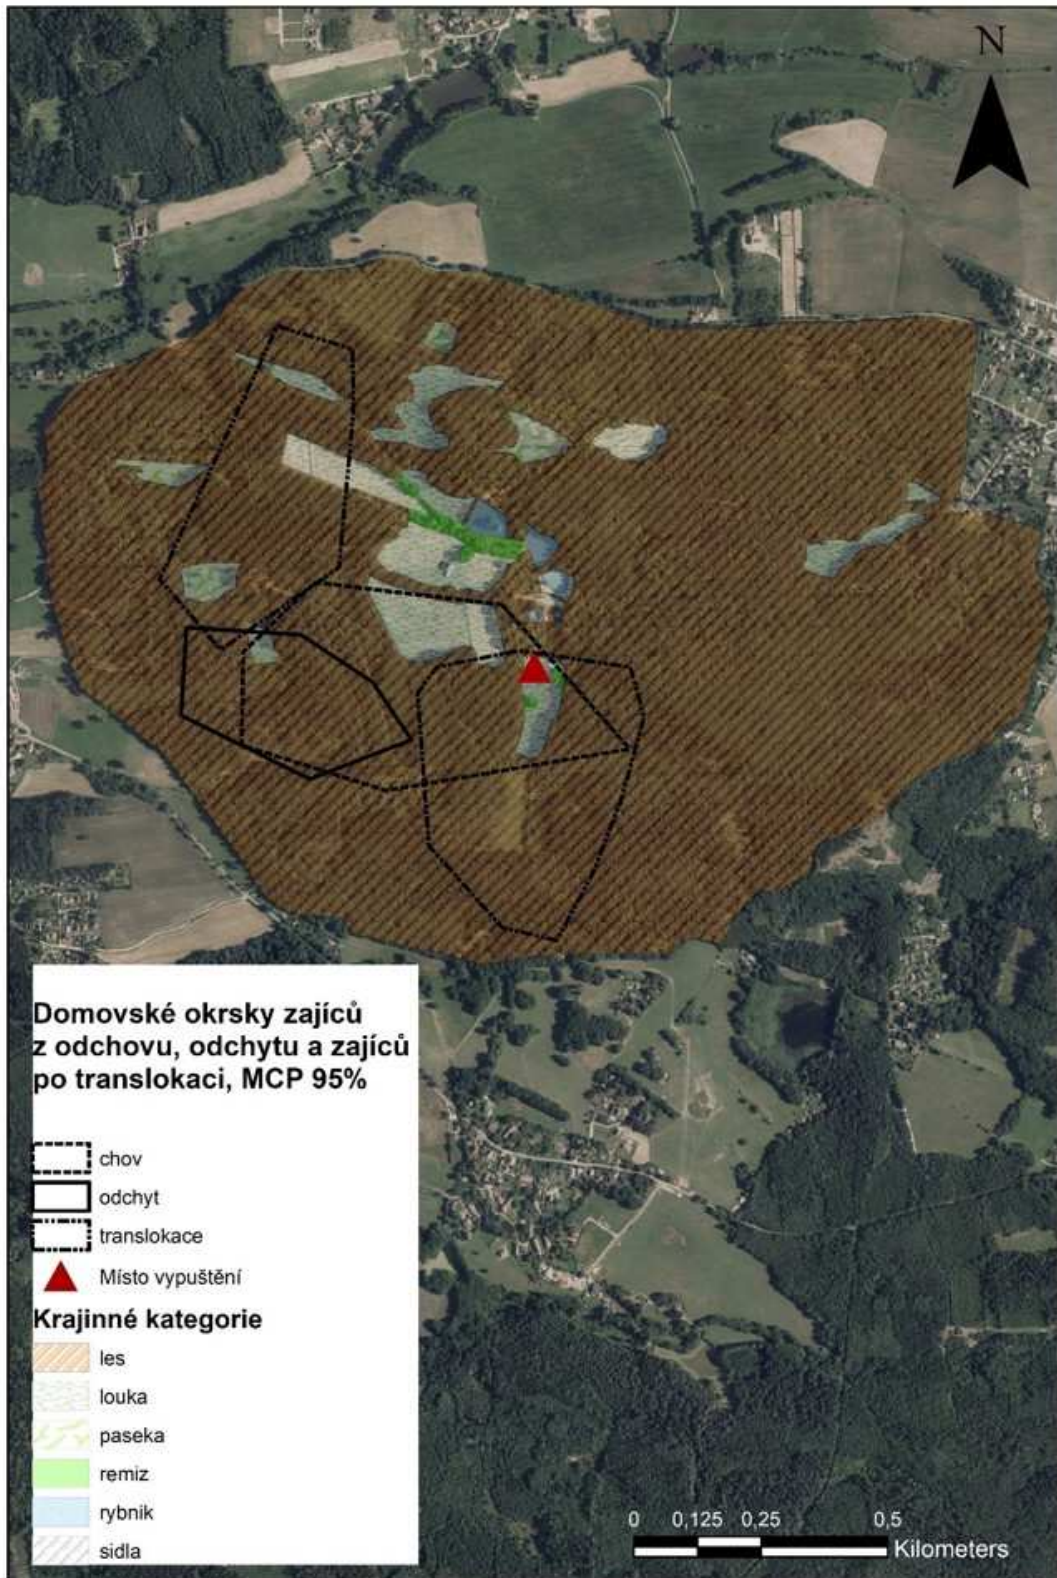 N
Domovské okrsky zajíců
z odchovu, odchytu a zajíců
po translokaci, MCP 95%
chov
odchyt
translokace
Místo vypuštění
Krajinné kategorie
les
louka
paseka
remiz
rybnik
sidla
0 0,125 0,25 0,5
Kilometers